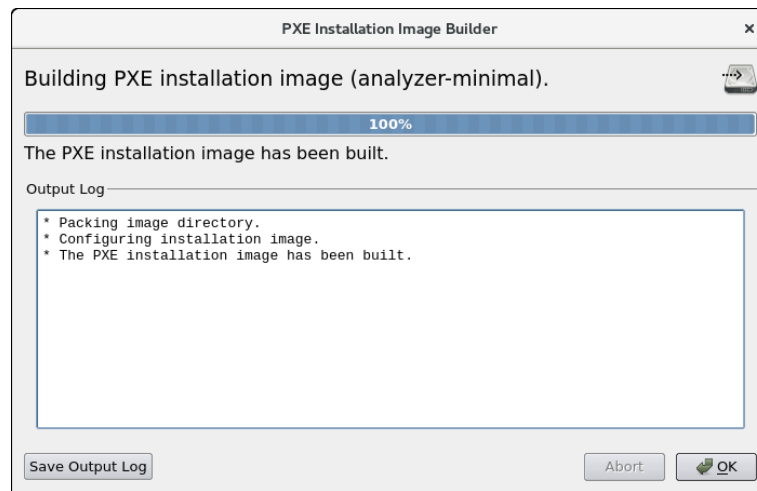 PXE Installation Image Builder
Building PXE installation image (analyzer-minimal).
100%
The PXE installation image has been built.
Output Log
* Packing image directory.
* Configuring installation image.
* The PXE installation image has been built.
Save Output Log
Abort
OK